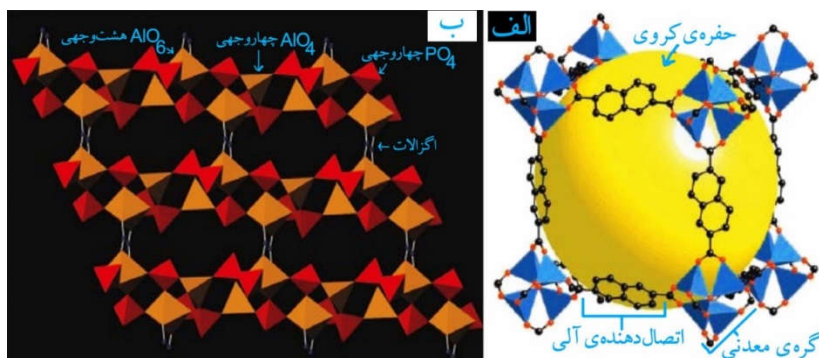 الف
حفره‌ی کروی
اتصال‌دهنده‌ی آلی
گره‌ی معدنی
ب
AlO6 هشت‌وجهی
AlO4 چهاروجهی
PO4 چهاروجهی
اگزالات